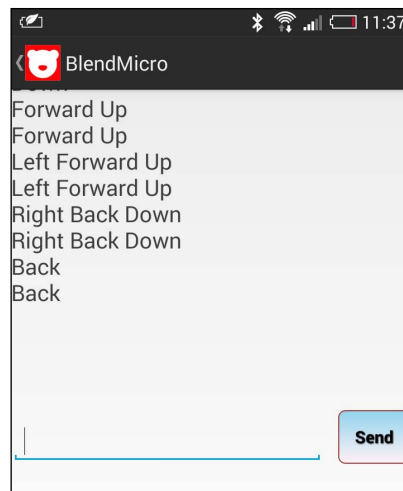 11:37
BlendMicro
Down
Forward Up
Forward Up
Left Forward Up
Left Forward Up
Right Back Down
Right Back Down
Back
Back
Send